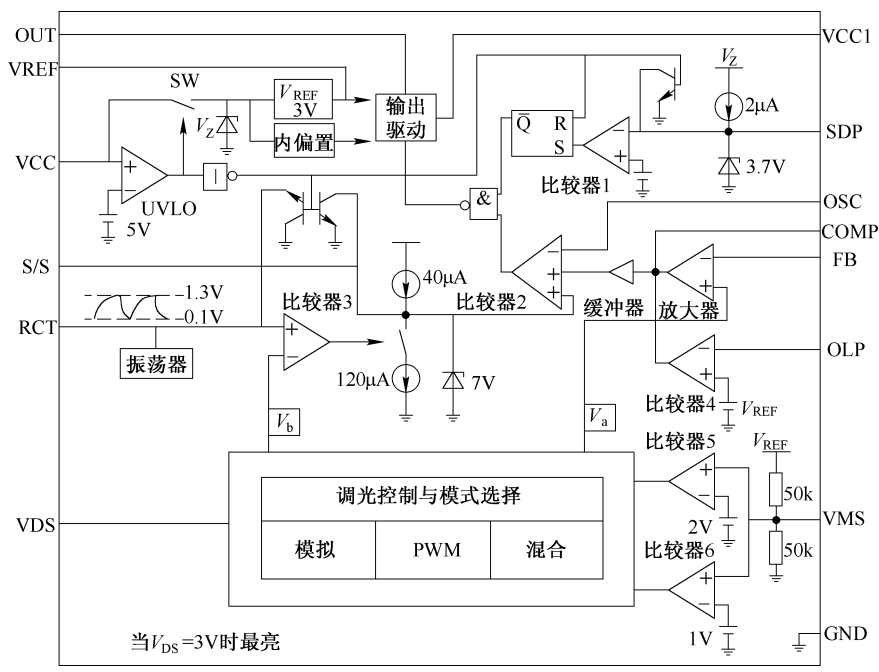 OUT
VCC1
VREF
SW
V_REF
3V
V_Z
内偏置
输出
驱动
Q̅ R
S
V_Z
2μA
SDP
3.7V
VCC
UVLO
5V
比较器1
&
OSC
COMP
FB
S/S
40μA
比较器3
比较器2
缓冲器
放大器
1.3V
0.1V
RCT
振荡器
120μA
7V
OLP
比较器4
V_REF
V_b
V_a
比较器5
V_REF
50k
2V
VMS
50k
比较器6
1V
VDS
调光控制与模式选择
模拟
PWM
混合
GND
当V_DS=3V时最亮